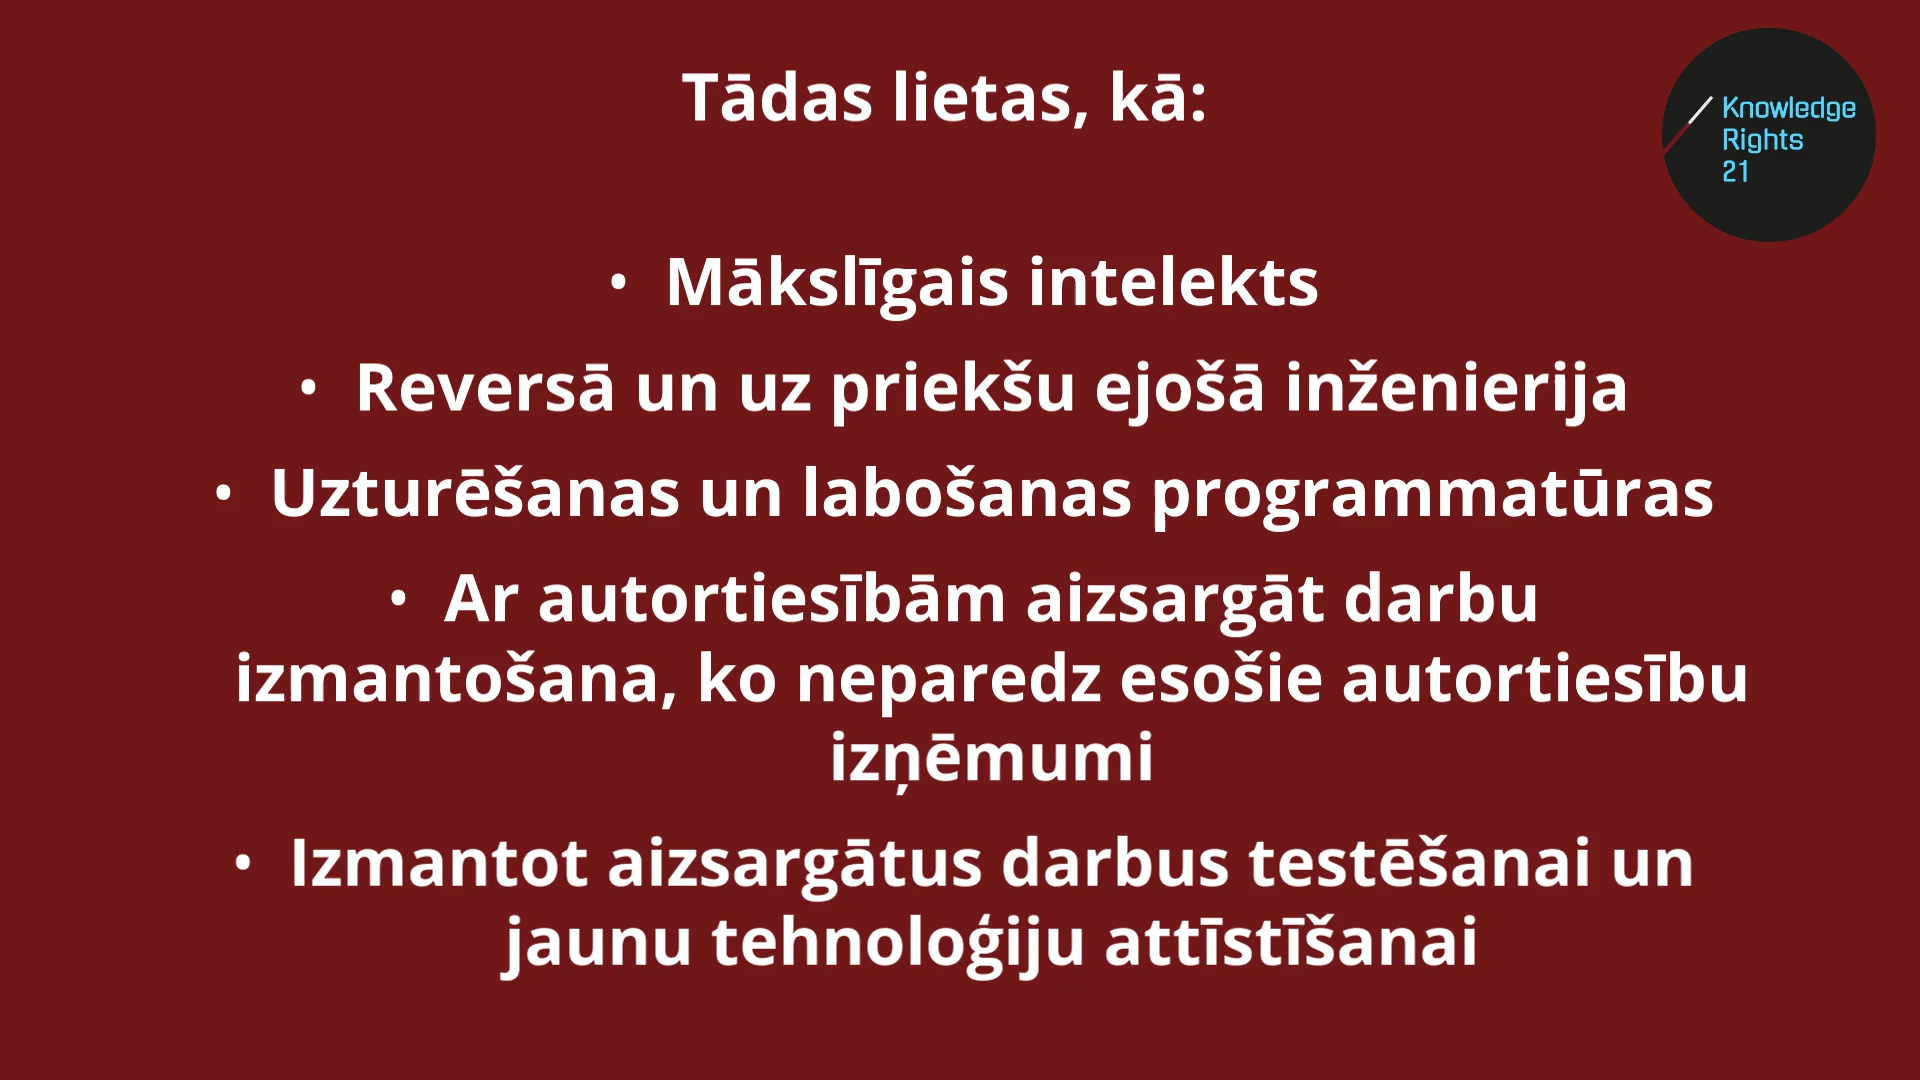 Tādas lietas, kā:
Knowledge
Rights
21
• Mākslīgais intelekts
• Reversā un uz priekšu ejošā inženierija
• Uzturēšanas un labošanas programmatūras
• Ar autortiesībām aizsargāt darbu
izmantošana, ko neparedz esošie autortiesību
izņēmumi
• Izmantot aizsargātus darbus testēšanai un
jaunu tehnoloģiju attīstīšanai